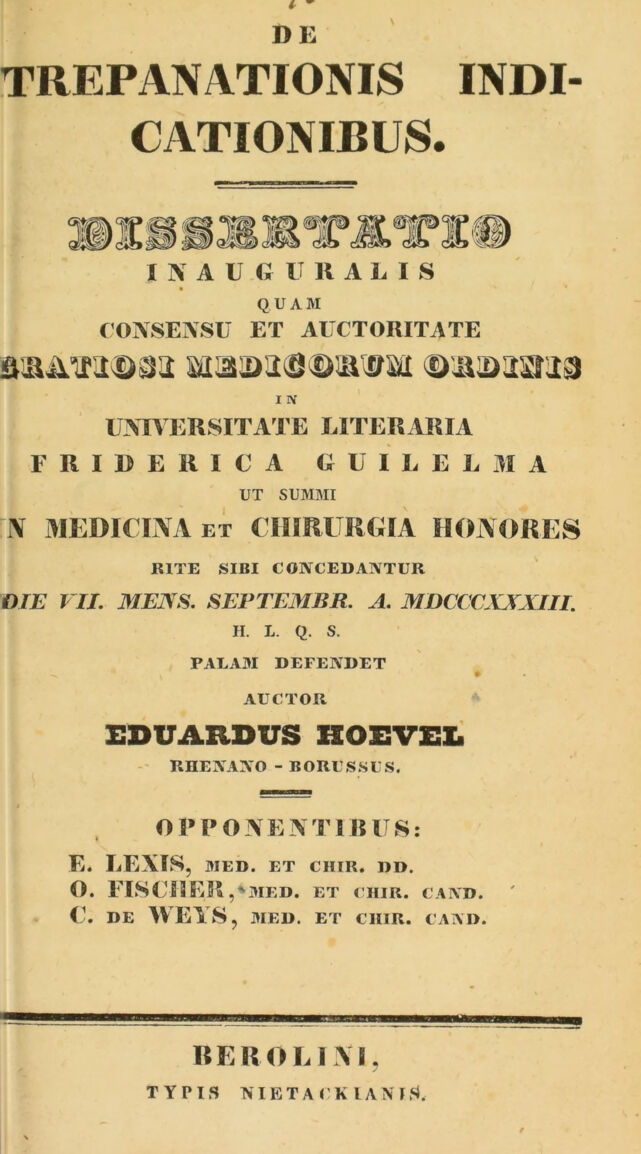 DE
TREPANATIONIS INDI-
CATIONIBUS.
DISSERTATIO
INAUGURALIS
QUAM
CONSENSU ET AUCTORITATE
GRATIOSI MEDICORUM ORDINIS
IN
UNIVERSITATE LITERARIA
FRIDERICA GUILELMA
UT SUMMI
N MEDICINA ET CHIRURGIA HONORES
RITE SIBI CONCEDANTUR
DIE VII. MENS. SEPTEMBR. A. MDCCCXXXIII.
H. L. Q. S.
PALAM DEFENDET
AUCTOR
EDUARDUS HOEVEL
RHENANO - BORUSSUS.
OPPONENTIBUS:
E. LEXIS, MED. ET CHIR. DD.
O. FISCHER, MED. ET CHIR. CAND.
C. DE WEYS, MED. ET CHIR. CAND.
BEROLINI,
TYPIS NIETACKIANIS.